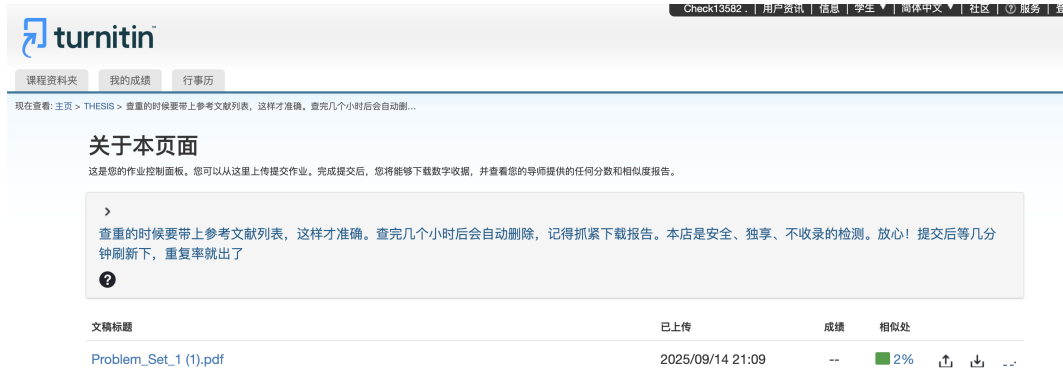 Check13582 . | 用户资讯 | 信息 | 学生 ▼ | 简体中文 ▼ | 社区 | ? 服务 |
turnitin
课程资料夹 我的成绩 行事历
现在查看: 主页 > THESIS > 查重的时候要带上参考文献列表，这样才准确。查完几个小时后会自动删...
关于本页面
这是您的作业控制面板。您可以从这里上传提交作业。完成提交后，您将能够下载数字收据，并查看您的导师提供的任何分数和相似度报告。
查重的时候要带上参考文献列表，这样才准确。查完几个小时后会自动删除，记得抓紧下载报告。本店是安全、独享、不收录的检测。放心！提交后等几分
钟刷新下，重复率就出了
?
文稿标题 已上传 成绩 相似处
Problem_Set_1 (1).pdf 2025/09/14 21:09 -- 2%